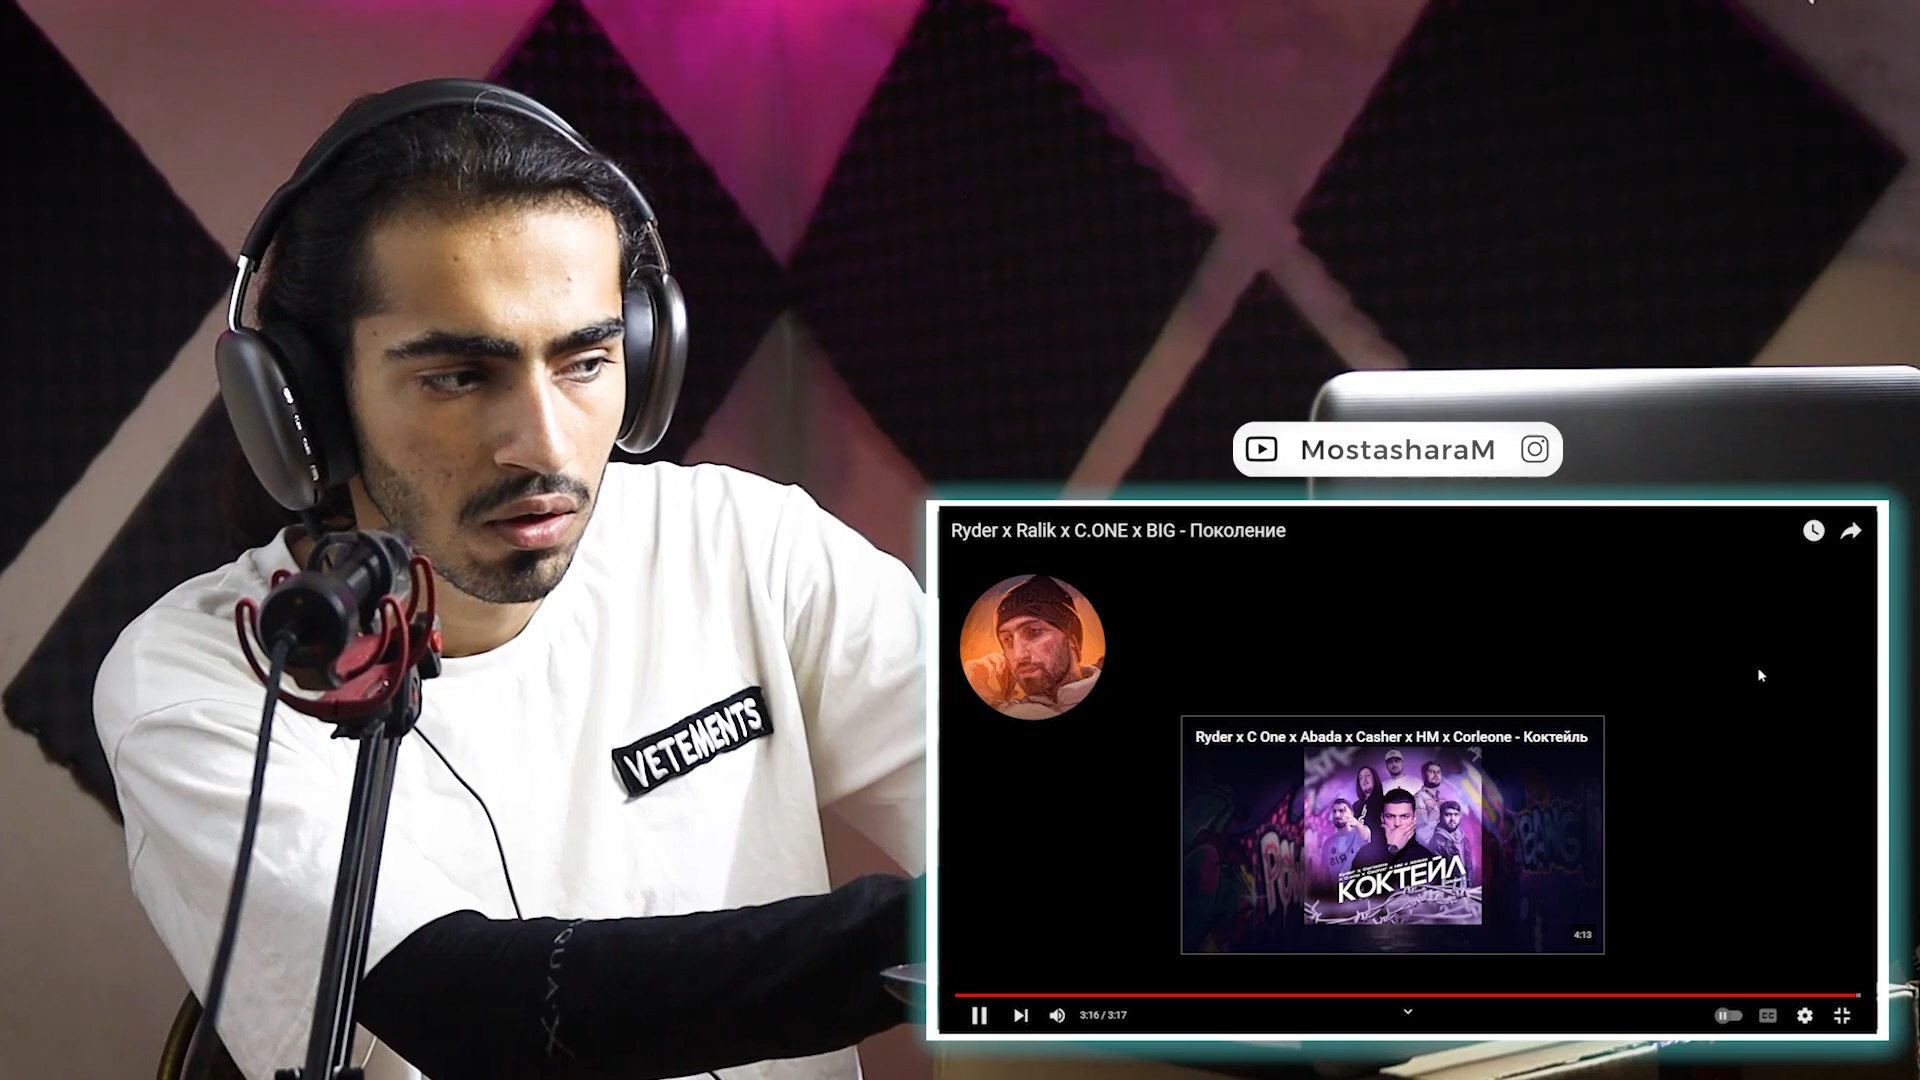 MostasharaM
Ryder x Ralik x C.ONE x BIG - Поколение
VETEMENTS
Ryder x C One x Abada x Casher x HM x Corleone - Коктейль
КОКТЕЙЛ
4:13
3:16 / 3:17
CC